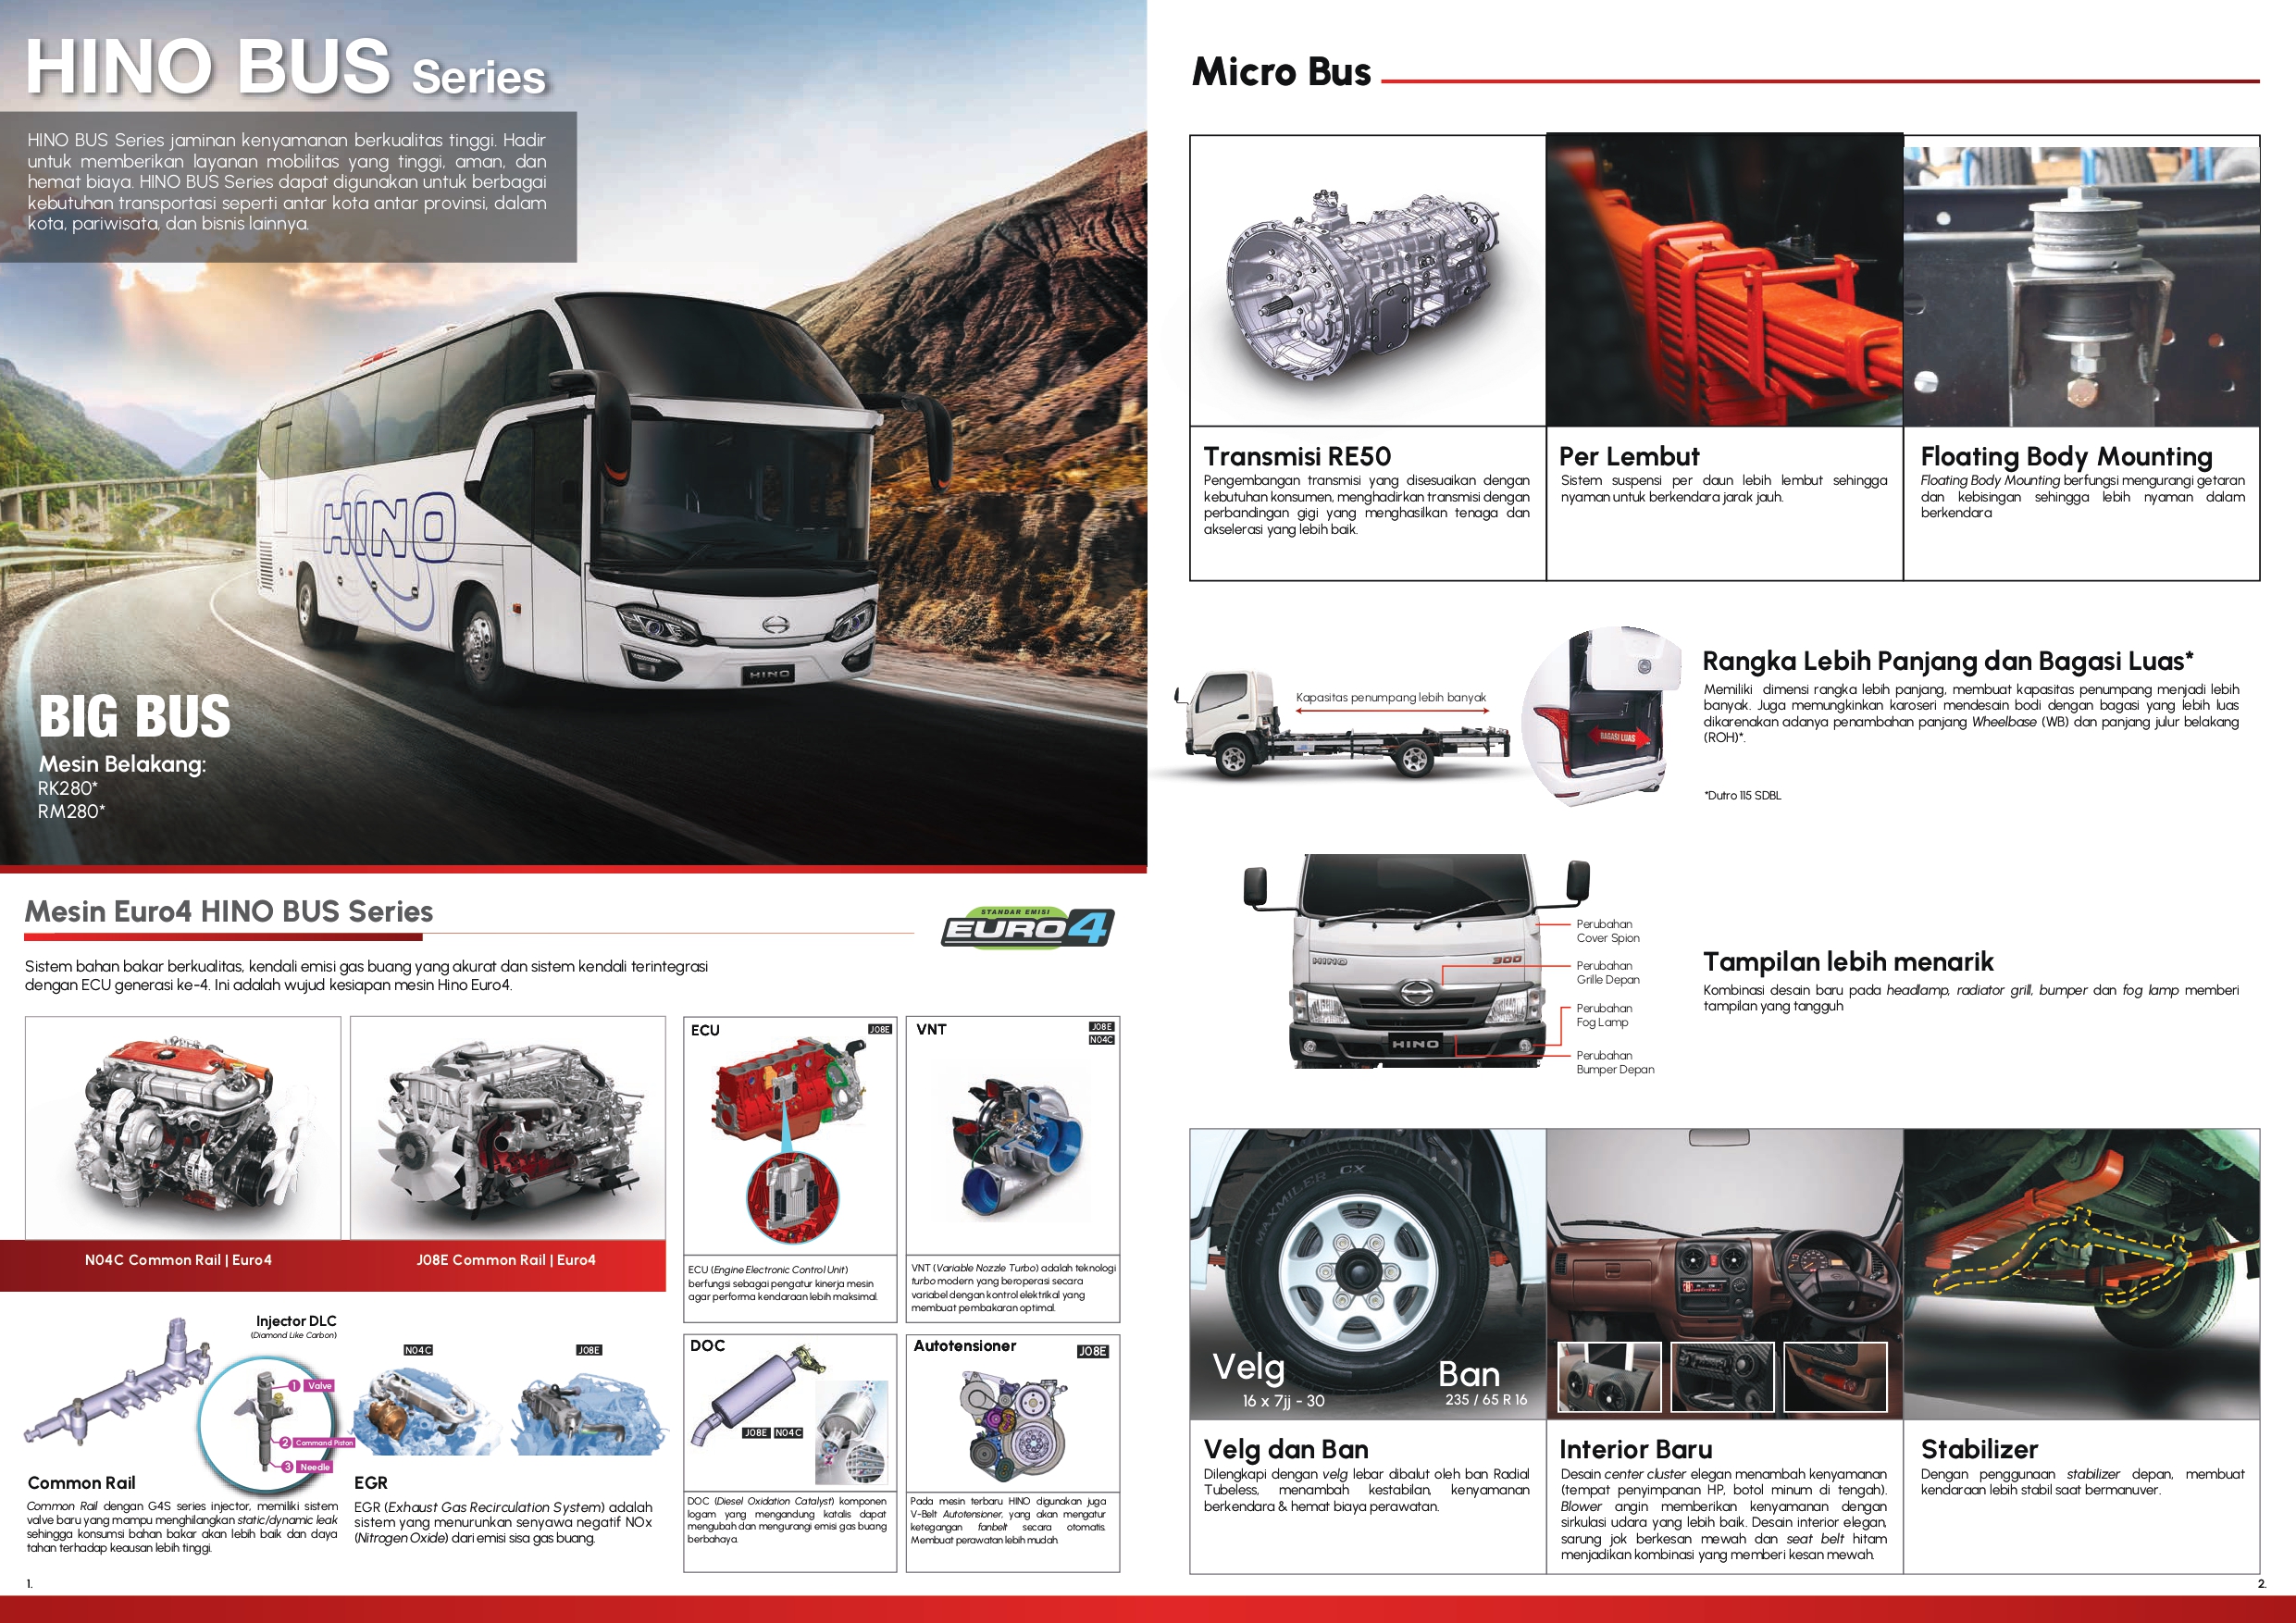 HINO BUS Series
HINO BUS Series jaminan kenyamanan berkualitas tinggi. Hadir
untuk memberikan layanan mobilitas yang tinggi, aman, dan
hemat biaya. HINO BUS Series dapat digunakan untuk berbagai
kebutuhan transportasi seperti antar kota antar provinsi, dalam
kota, pariwisata, dan bisnis lainnya.
HINO
HINO
BIG BUS
Mesin Belakang:
RK280*
RM280*
Mesin Euro4 HINO BUS Series
STANDAR EMISI
EURO4
Sistem bahan bakar berkualitas, kendali emisi gas buang yang akurat dan sistem kendali terintegrasi
dengan ECU generasi ke-4. Ini adalah wujud kesiapan mesin Hino Euro4.
N04C Common Rail | Euro4
J08E Common Rail | Euro4
ECU
J08E
ECU (Engine Electronic Control Unit)
berfungsi sebagai pengatur kinerja mesin
agar performa kendaraan lebih maksimal.
VNT
J08E
N04C
VNT (Variable Nozzle Turbo) adalah teknologi
turbo modern yang beroperasi secara
variabel dengan kontrol elektrikal yang
membuat pembakaran optimal.
Injector DLC
(Diamond Like Carbon)
1 Valve
2 Command Piston
3 Needle
Common Rail
Common Rail dengan G4S series injector, memiliki sistem
valve baru yang mampu menghilangkan static/dynamic leak
sehingga konsumsi bahan bakar akan lebih baik dan daya
tahan terhadap keausan lebih tinggi.
N04C
J08E
EGR
EGR (Exhaust Gas Recirculation System) adalah
sistem yang menurunkan senyawa negatif NOx
(Nitrogen Oxide) dari emisi sisa gas buang.
DOC
J08E N04C
DOC (Diesel Oxidation Catalyst) komponen
logam yang mengandung katalis dapat
mengubah dan mengurangi emisi gas buang
berbahaya.
Autotensioner
J08E
Pada mesin terbaru HINO digunakan juga
V-Belt Autotensioner, yang akan mengatur
ketegangan fanbelt secara otomatis.
Membuat perawatan lebih mudah.
1.
Micro Bus
Transmisi RE50
Pengembangan transmisi yang disesuaikan dengan
kebutuhan konsumen, menghadirkan transmisi dengan
perbandingan gigi yang menghasilkan tenaga dan
akselerasi yang lebih baik.
Per Lembut
Sistem suspensi per daun lebih lembut sehingga
nyaman untuk berkendara jarak jauh.
Floating Body Mounting
Floating Body Mounting berfungsi mengurangi getaran
dan kebisingan sehingga lebih nyaman dalam
berkendara
Kapasitas penumpang lebih banyak
BAGASI LUAS
Rangka Lebih Panjang dan Bagasi Luas*
Memiliki dimensi rangka lebih panjang, membuat kapasitas penumpang menjadi lebih
banyak. Juga memungkinkan karoseri mendesain bodi dengan bagasi yang lebih luas
dikarenakan adanya penambahan panjang Wheelbase (WB) dan panjang julur belakang
(ROH)*.
*Dutro 115 SDBL
HINO
300
HINO
Perubahan
Cover Spion
Perubahan
Grille Depan
Perubahan
Fog Lamp
Perubahan
Bumper Depan
Tampilan lebih menarik
Kombinasi desain baru pada headlamp, radiator grill, bumper dan fog lamp memberi
tampilan yang tangguh
MAXMILER CX
Velg
16 x 7jj - 30
Ban
235 / 65 R 16
Velg dan Ban
Dilengkapi dengan velg lebar dibalut oleh ban Radial
Tubeless, menambah kestabilan, kenyamanan
berkendara & hemat biaya perawatan.
Interior Baru
Desain center cluster elegan menambah kenyamanan
(tempat penyimpanan HP, botol minum di tengah).
Blower angin memberikan kenyamanan dengan
sirkulasi udara yang lebih baik. Desain interior elegan,
sarung jok berkesan mewah dan seat belt hitam
menjadikan kombinasi yang memberi kesan mewah.
Stabilizer
Dengan penggunaan stabilizer depan, membuat
kendaraan lebih stabil saat bermanuver.
2.